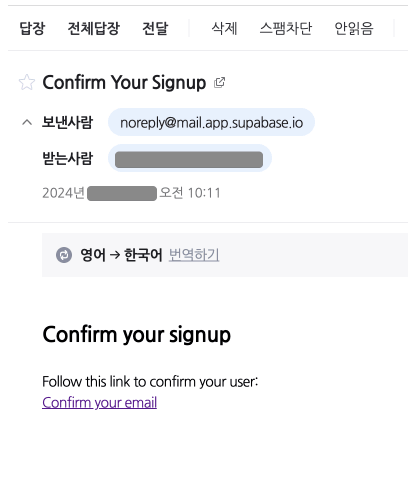 답장 전체답장 전달 삭제 스팸차단 안읽음
Confirm Your Signup
보낸사람 noreply@mail.app.supabase.io
받는사람
2024년 오전 10:11
영어 → 한국어 번역하기
Confirm your signup
Follow this link to confirm your user:
Confirm your email